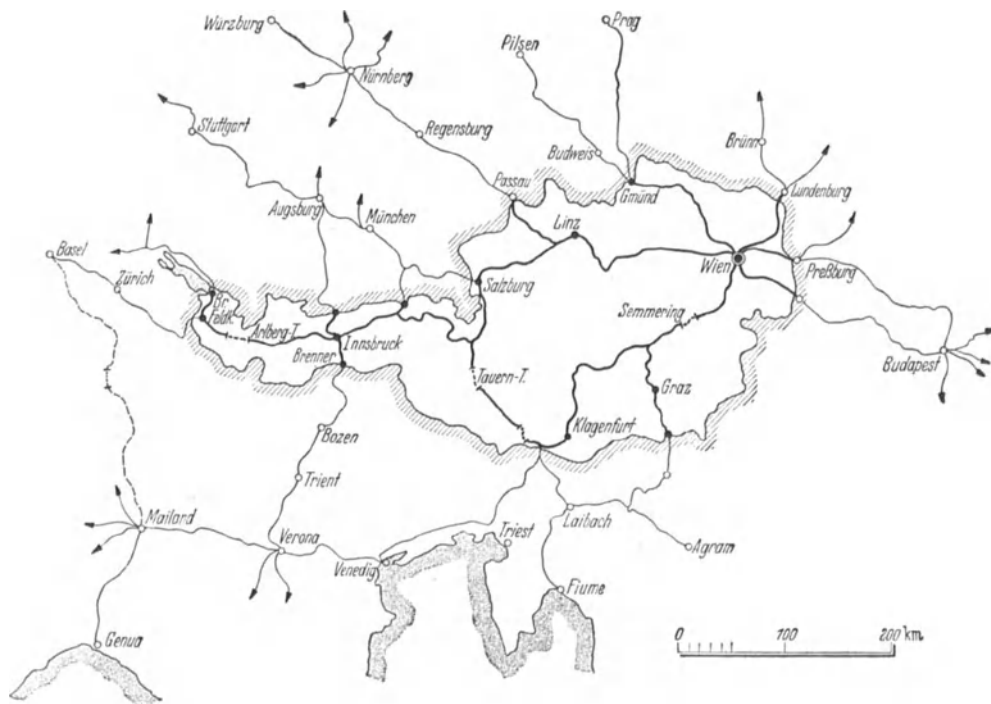 Würzburg
Prag
Pilsen
Nürnberg
Stuttgart
Regensburg
Brünn
Budweis
Passau
Gmünd
Lundenburg
Augsburg
München
Linz
Basel
Wien
Preßburg
Zürich
Br.
Salzburg
Feldk.
Arlberg-T.
Semmering
Innsbruck
Brenner
Budapest
Tauern-T.
Graz
Klagenfurt
Bozen
Trient
Mailand
Laibach
Verona
Triest
Agram
Venedig
Fiume
Genua
0 100 200 km.